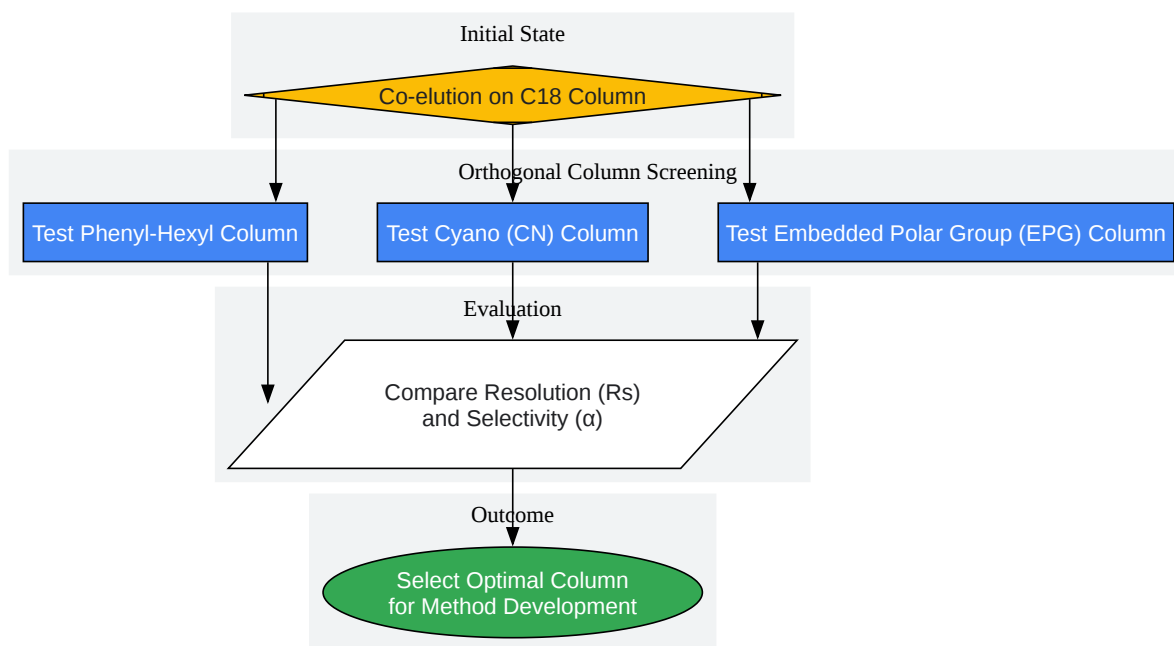 Initial State
Co-elution on C18 Column
Orthogonal Column Screening
Test Phenyl-Hexyl Column
Test Cyano (CN) Column
Test Embedded Polar Group (EPG) Column
Evaluation
Compare Resolution (Rs)
and Selectivity (α)
Outcome
Select Optimal Column
for Method Development